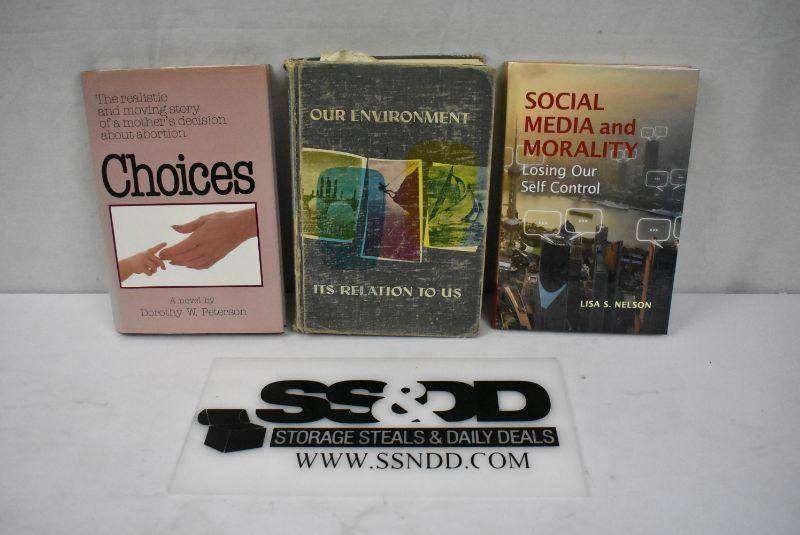 The realistic
and moving story
of a mother's decision
about abortion
Choices
A novel by
Dorothy W. Peterson
OUR ENVIRONMENT
ITS RELATION TO US
SOCIAL
MEDIA and
MORALITY
Losing Our
Self Control
LISA S. NELSON
SS&DD
STORAGE STEALS & DAILY DEALS
WWW.SSNDD.COM